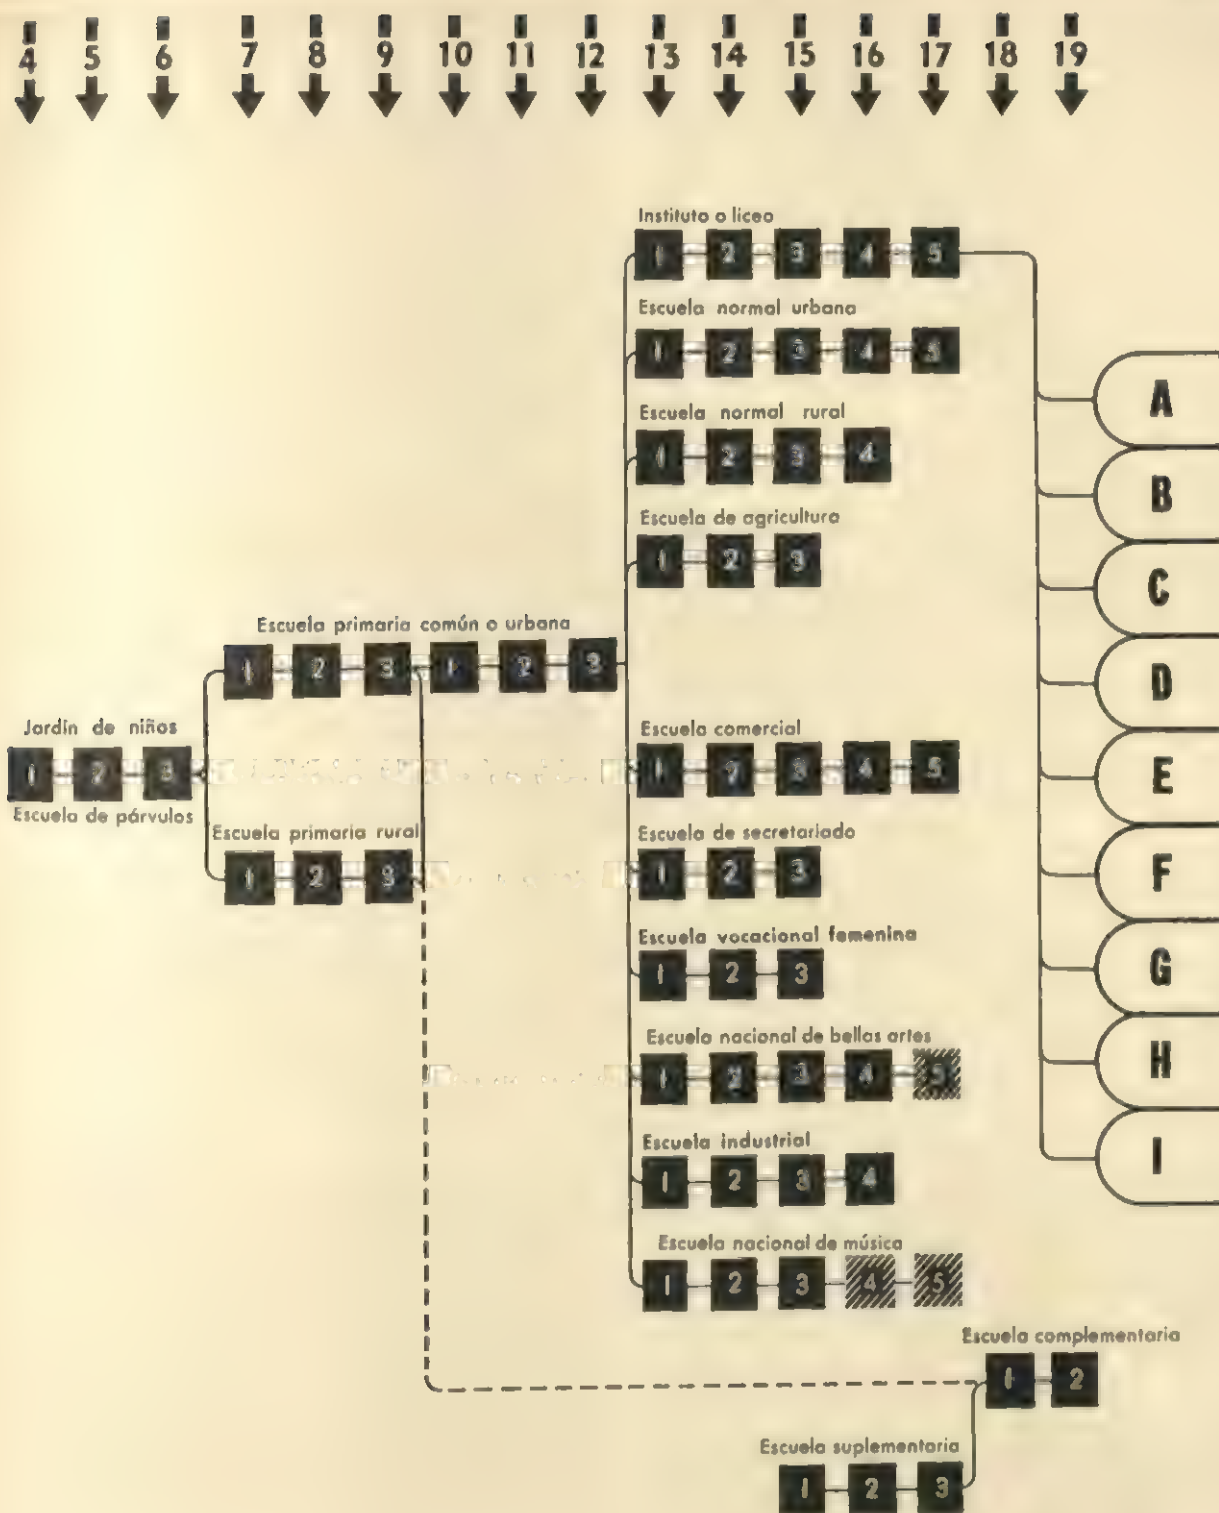 4 5 6 7 8 9 10 11 12 13 14 15 16 17 18 19
Instituto o liceo
1 2 3 4 5
Escuela normal urbana
1 2 3 4 5
A
Escuela normal rural
1 2 3 4
B
Escuela de agricultura
1 2 3
C
Escuela primaria común o urbana
1 2 3 1 2 3
D
Jardín de niños
1 2 3
Escuela de párvulos
Escuela comercial
1 2 3 4 5
E
Escuela primaria rural
1 2 3
Escuela de secretariado
1 2 3
F
Escuela vocacional femenina
1 2 3
G
Escuela nacional de bellas artes
1 2 3 4 5
H
Escuela industrial
1 2 3 4
I
Escuela nacional de música
1 2 3 4 5
Escuela complementaria
1 2
Escuela suplementaria
1 2 3